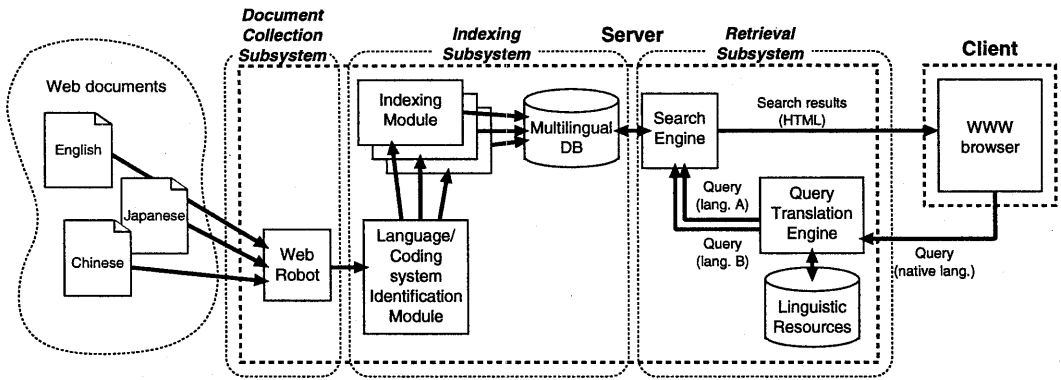 Document
Collection
Subsystem
Indexing
Subsystem
Server
Retrieval
Subsystem
Client
Web documents
English
Japanese
Chinese
Web
Robot
Indexing
Module
Language/
Coding
system
Identification
Module
Multilingual
DB
Search
Engine
Search results
(HTML)
WWW
browser
Query
(lang. A)
Query
(lang. B)
Query
Translation
Engine
Query
(native lang.)
Linguistic
Resources